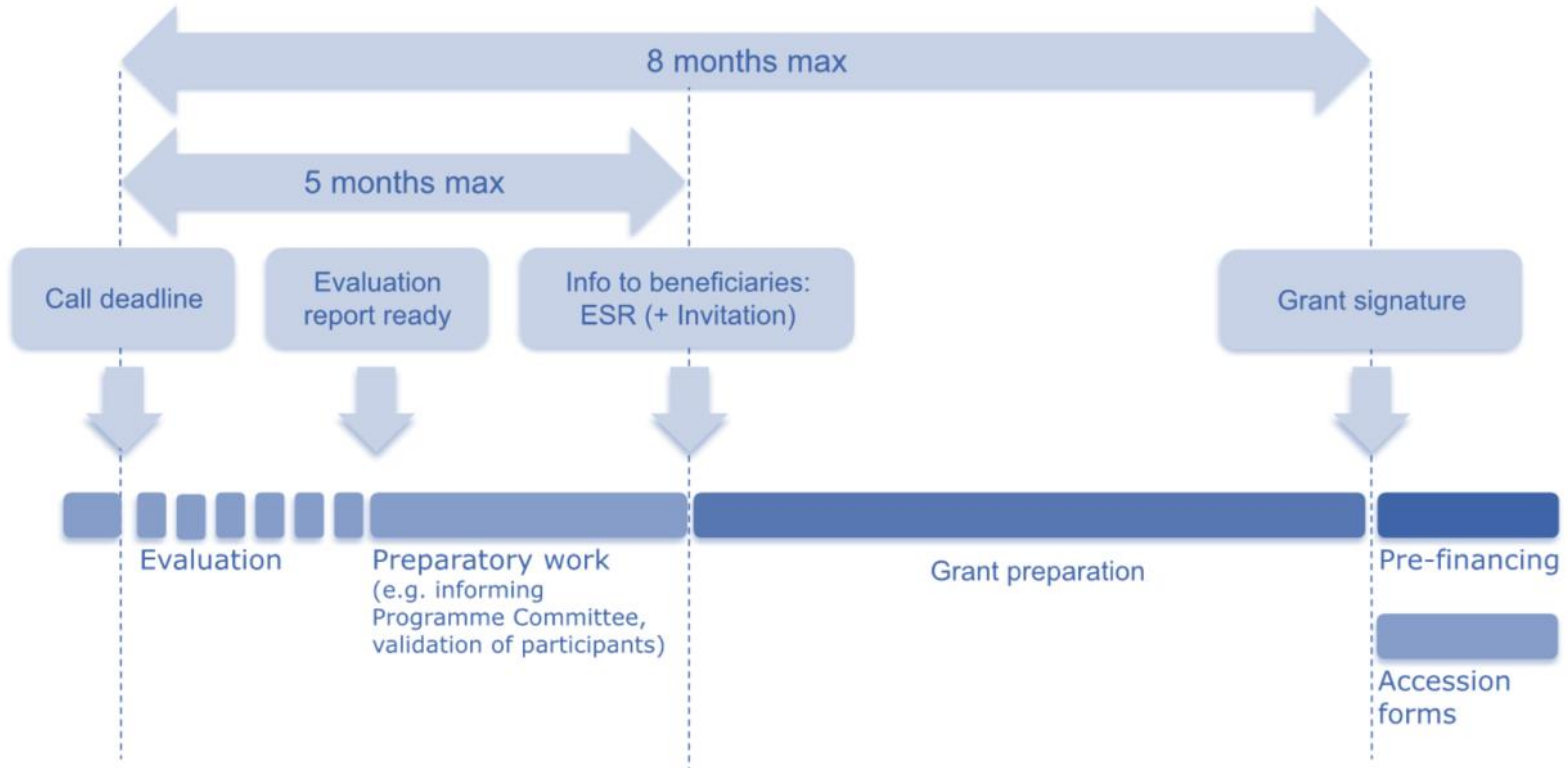 8 months max
5 months max
Call deadline
Evaluation
report ready
Info to beneficiaries:
ESR (+ Invitation)
Grant signature
Evaluation
Preparatory work
(e.g. informing
Programme Committee,
validation of participants)
Grant preparation
Pre-financing
Accession
forms